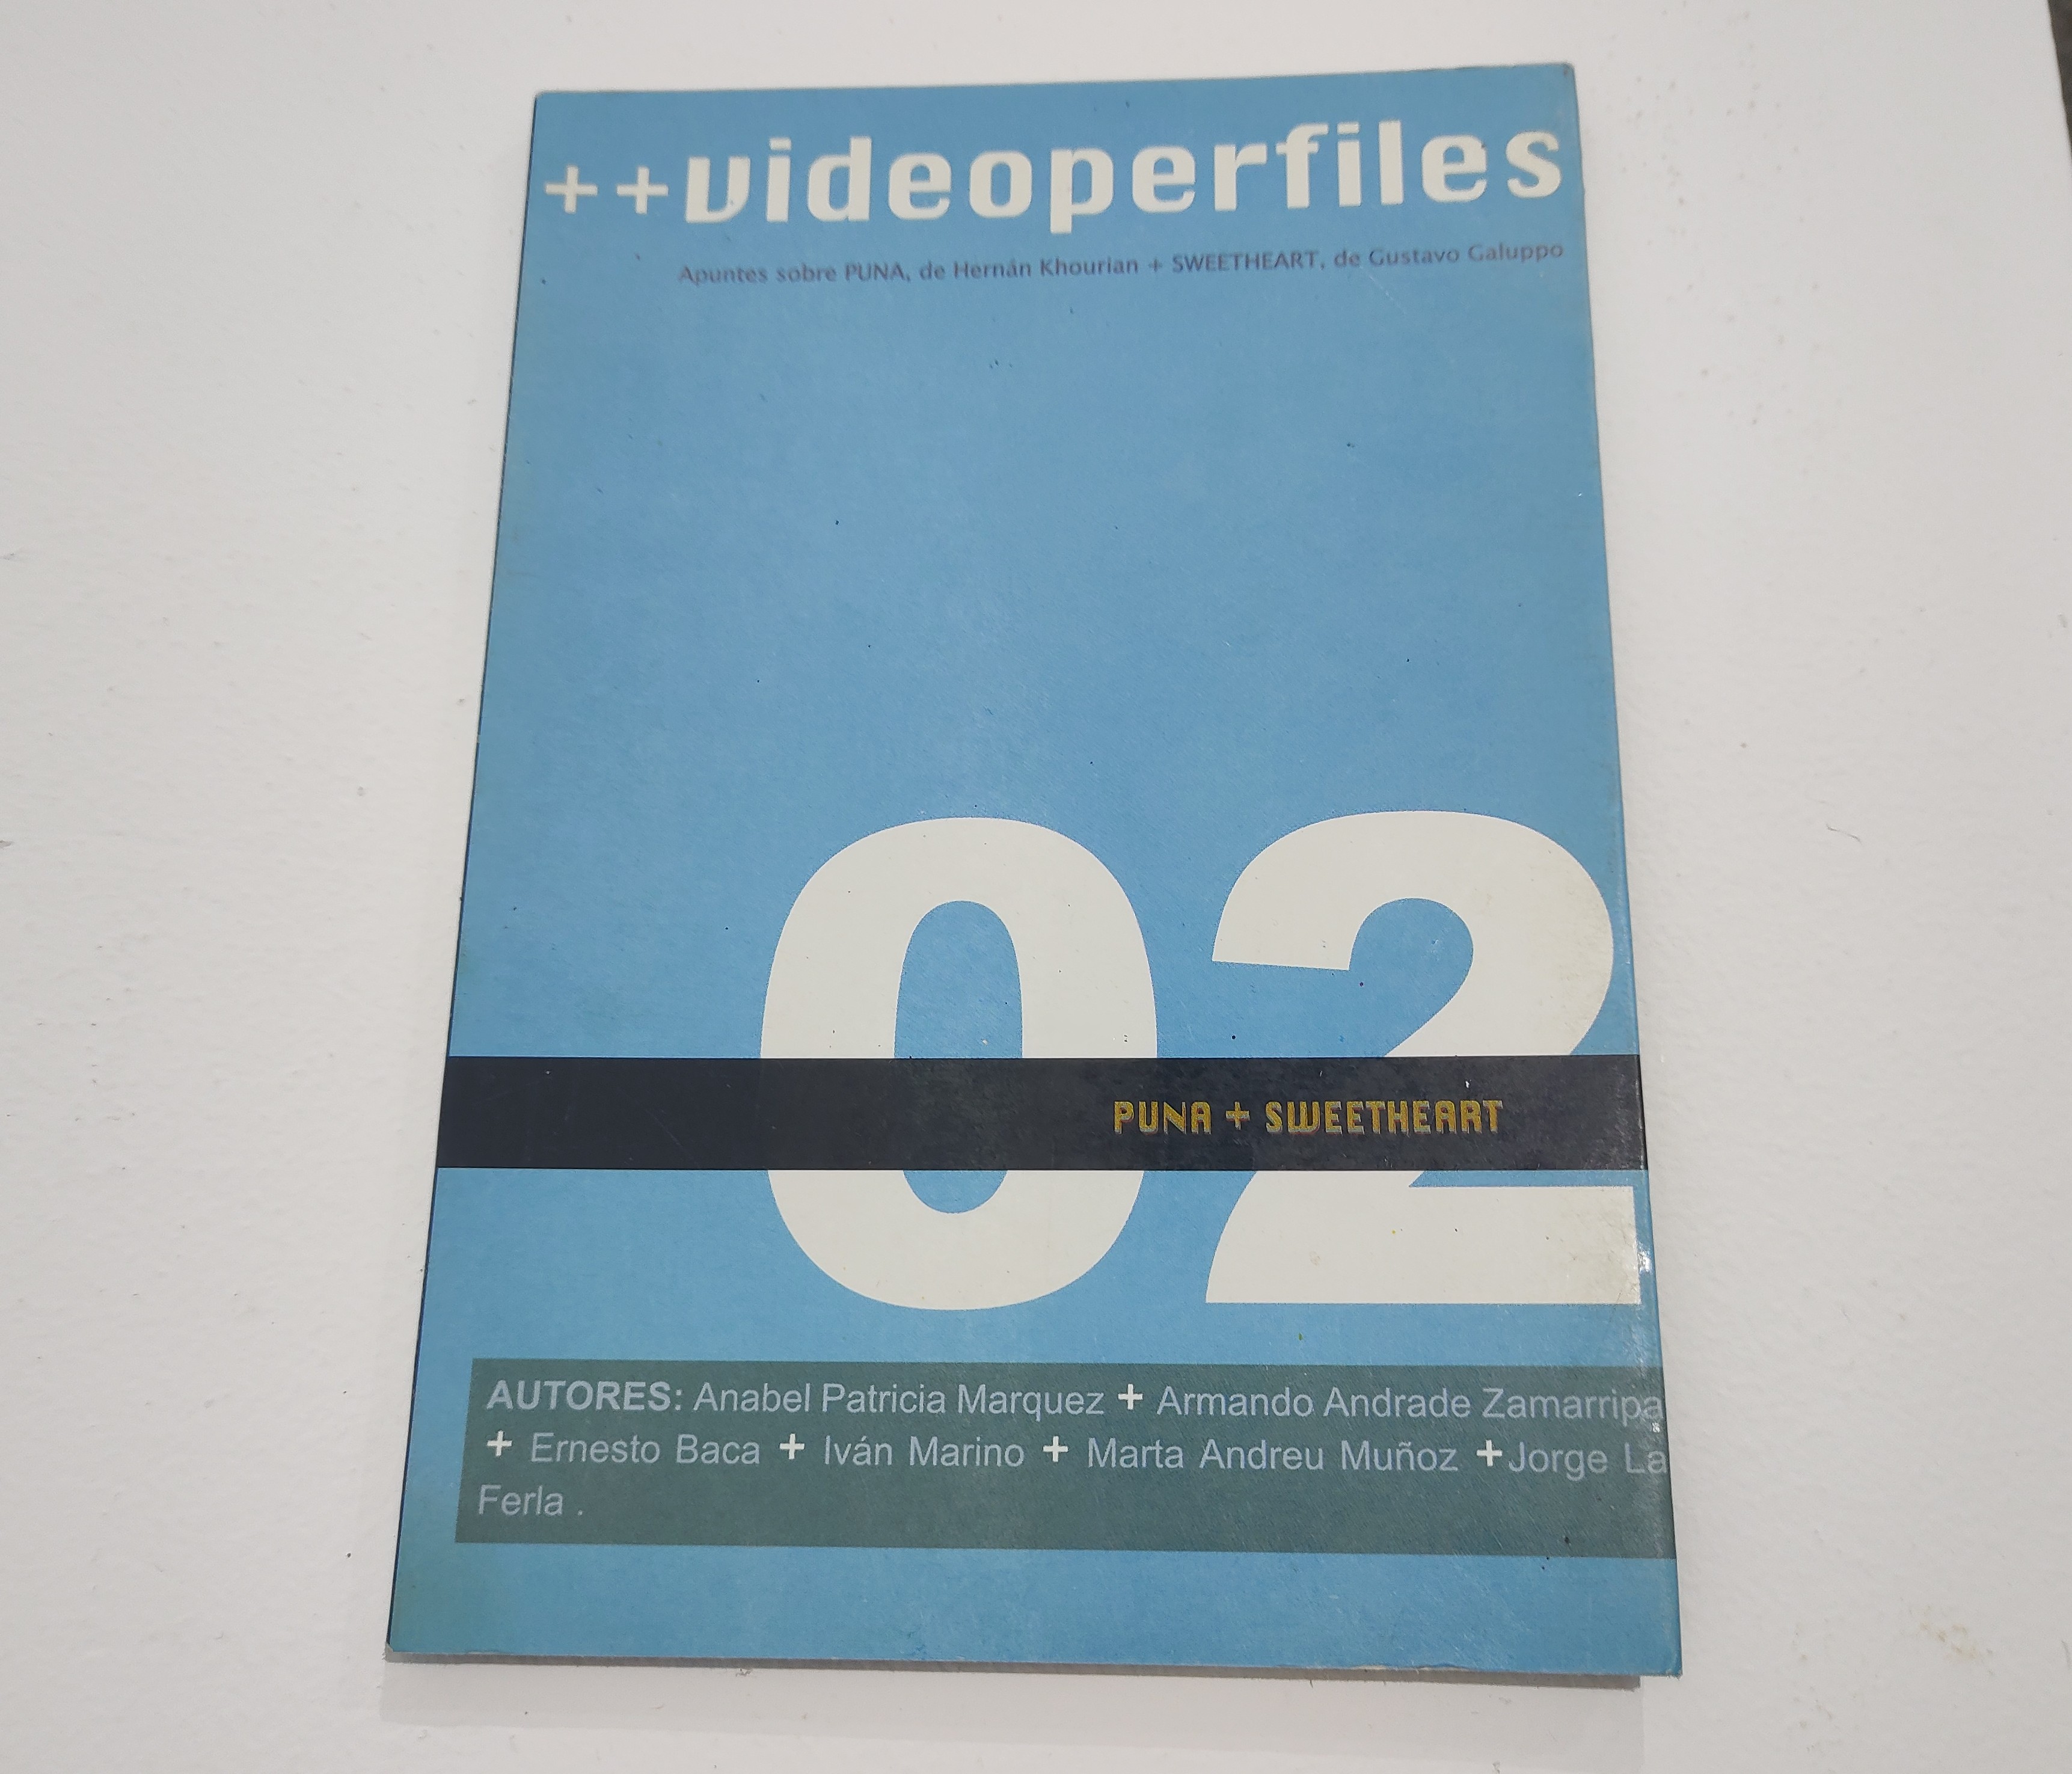 ++videoperfiles
Apuntes sobre PUNA, de Hernán Khourian + SWEETHEART, de Gustavo Galuppo
02
PUNA + SWEETHEART
AUTORES: Anabel Patricia Marquez + Armando Andrade Zamarripa
+ Ernesto Baca + Iván Marino + Marta Andreu Muñoz +Jorge La
Ferla .